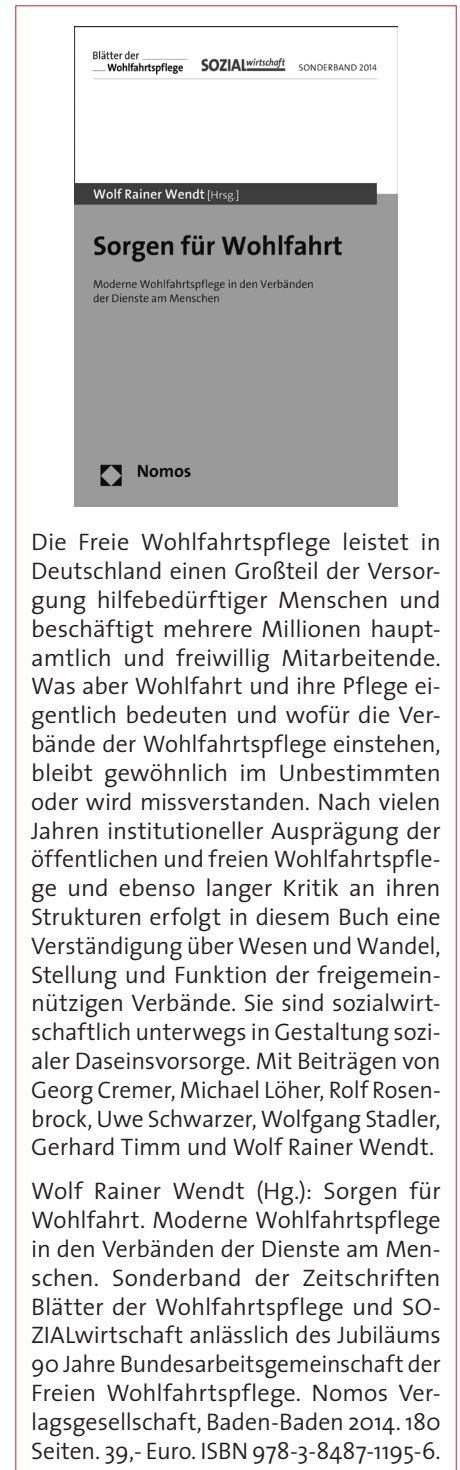 Blätter der
Wohlfahrtspflege SOZIALwirtschaft SONDERBAND 2014
Wolf Rainer Wendt [Hrsg.]
Sorgen für Wohlfahrt
Moderne Wohlfahrtspflege in den Verbänden
der Dienste am Menschen
Nomos
Die Freie Wohlfahrtspflege leistet in
Deutschland einen Großteil der Versor-
gung hilfebedürftiger Menschen und
beschäftigt mehrere Millionen haupt-
amtlich und freiwillig Mitarbeitende.
Was aber Wohlfahrt und ihre Pflege ei-
gentlich bedeuten und wofür die Ver-
bände der Wohlfahrtspflege einstehen,
bleibt gewöhnlich im Unbestimmten
oder wird missverstanden. Nach vielen
Jahren institutioneller Ausprägung der
öffentlichen und freien Wohlfahrtspfle-
ge und ebenso langer Kritik an ihren
Strukturen erfolgt in diesem Buch eine
Verständigung über Wesen und Wandel,
Stellung und Funktion der freigemein-
nützigen Verbände. Sie sind sozialwirt-
schaftlich unterwegs in Gestaltung sozi-
aler Daseinsvorsorge. Mit Beiträgen von
Georg Cremer, Michael Löher, Rolf Rosen-
brock, Uwe Schwarzer, Wolfgang Stadler,
Gerhard Timm und Wolf Rainer Wendt.
Wolf Rainer Wendt (Hg.): Sorgen für
Wohlfahrt. Moderne Wohlfahrtspflege
in den Verbänden der Dienste am Men-
schen. Sonderband der Zeitschriften
Blätter der Wohlfahrtspflege und SO-
ZIALwirtschaft anlässlich des Jubiläums
90 Jahre Bundesarbeitsgemeinschaft der
Freien Wohlfahrtspflege. Nomos Ver-
lagsgesellschaft, Baden-Baden 2014. 180
Seiten. 39,- Euro. ISBN 978-3-8487-1195-6.